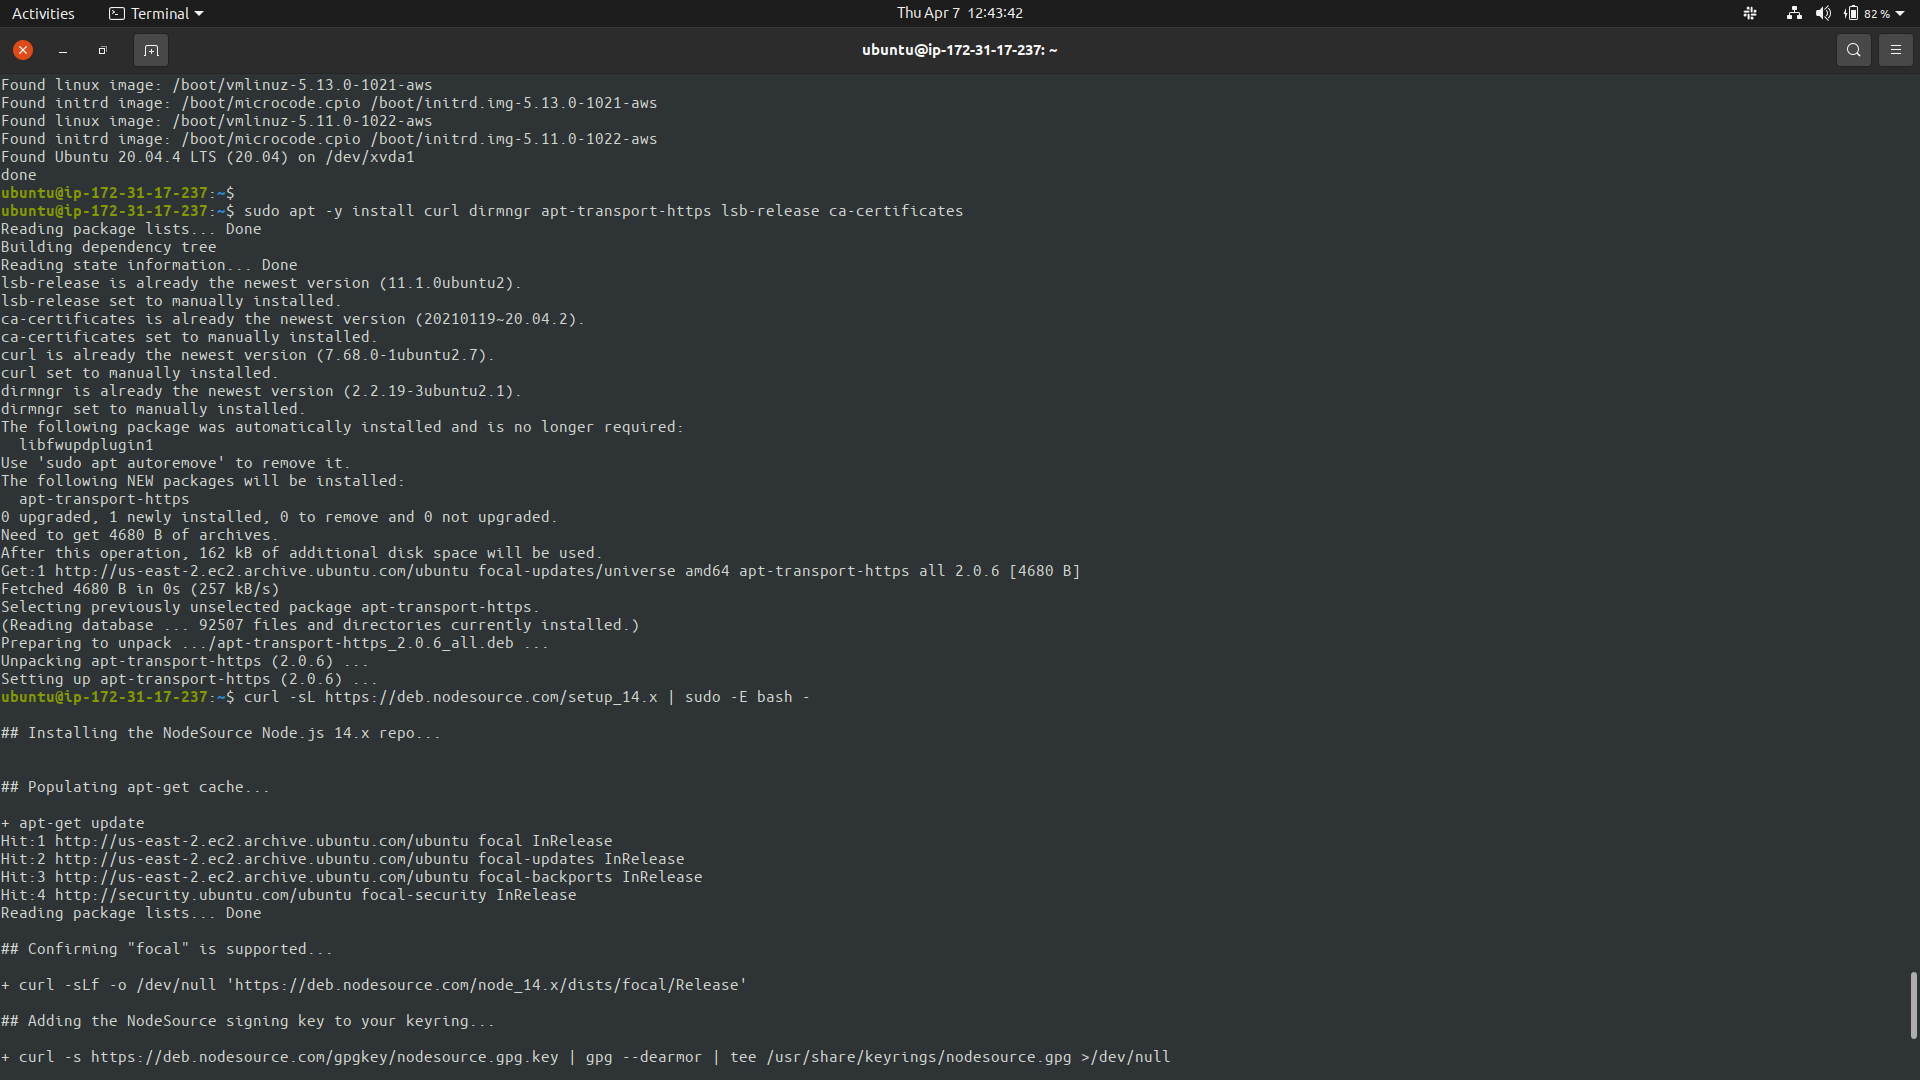 Activities
Terminal
Thu Apr 7 12:43:42
82 %
ubuntu@ip-172-31-17-237: ~
Found linux image: /boot/vmlinuz-5.13.0-1021-aws
Found initrd image: /boot/microcode.cpio /boot/initrd.img-5.13.0-1021-aws
Found linux image: /boot/vmlinuz-5.11.0-1022-aws
Found initrd image: /boot/microcode.cpio /boot/initrd.img-5.11.0-1022-aws
Found Ubuntu 20.04.4 LTS (20.04) on /dev/xvda1
done
ubuntu@ip-172-31-17-237:~$
ubuntu@ip-172-31-17-237:~$ sudo apt -y install curl dirmngr apt-transport-https lsb-release ca-certificates
Reading package lists... Done
Building dependency tree
Reading state information... Done
lsb-release is already the newest version (11.1.0ubuntu2).
lsb-release set to manually installed.
ca-certificates is already the newest version (20210119~20.04.2).
ca-certificates set to manually installed.
curl is already the newest version (7.68.0-1ubuntu2.7).
curl set to manually installed.
dirmngr is already the newest version (2.2.19-3ubuntu2.1).
dirmngr set to manually installed.
The following package was automatically installed and is no longer required:
  libfwupdplugin1
Use 'sudo apt autoremove' to remove it.
The following NEW packages will be installed:
  apt-transport-https
0 upgraded, 1 newly installed, 0 to remove and 0 not upgraded.
Need to get 4680 B of archives.
After this operation, 162 kB of additional disk space will be used.
Get:1 http://us-east-2.ec2.archive.ubuntu.com/ubuntu focal-updates/universe amd64 apt-transport-https all 2.0.6 [4680 B]
Fetched 4680 B in 0s (257 kB/s)
Selecting previously unselected package apt-transport-https.
(Reading database ... 92507 files and directories currently installed.)
Preparing to unpack .../apt-transport-https_2.0.6_all.deb ...
Unpacking apt-transport-https (2.0.6) ...
Setting up apt-transport-https (2.0.6) ...
ubuntu@ip-172-31-17-237:~$ curl -sL https://deb.nodesource.com/setup_14.x | sudo -E bash -
## Installing the NodeSource Node.js 14.x repo...
## Populating apt-get cache...
+ apt-get update
Hit:1 http://us-east-2.ec2.archive.ubuntu.com/ubuntu focal InRelease
Hit:2 http://us-east-2.ec2.archive.ubuntu.com/ubuntu focal-updates InRelease
Hit:3 http://us-east-2.ec2.archive.ubuntu.com/ubuntu focal-backports InRelease
Hit:4 http://security.ubuntu.com/ubuntu focal-security InRelease
Reading package lists... Done
## Confirming "focal" is supported...
+ curl -sLf -o /dev/null 'https://deb.nodesource.com/node_14.x/dists/focal/Release'
## Adding the NodeSource signing key to your keyring...
+ curl -s https://deb.nodesource.com/gpgkey/nodesource.gpg.key | gpg --dearmor | tee /usr/share/keyrings/nodesource.gpg >/dev/null